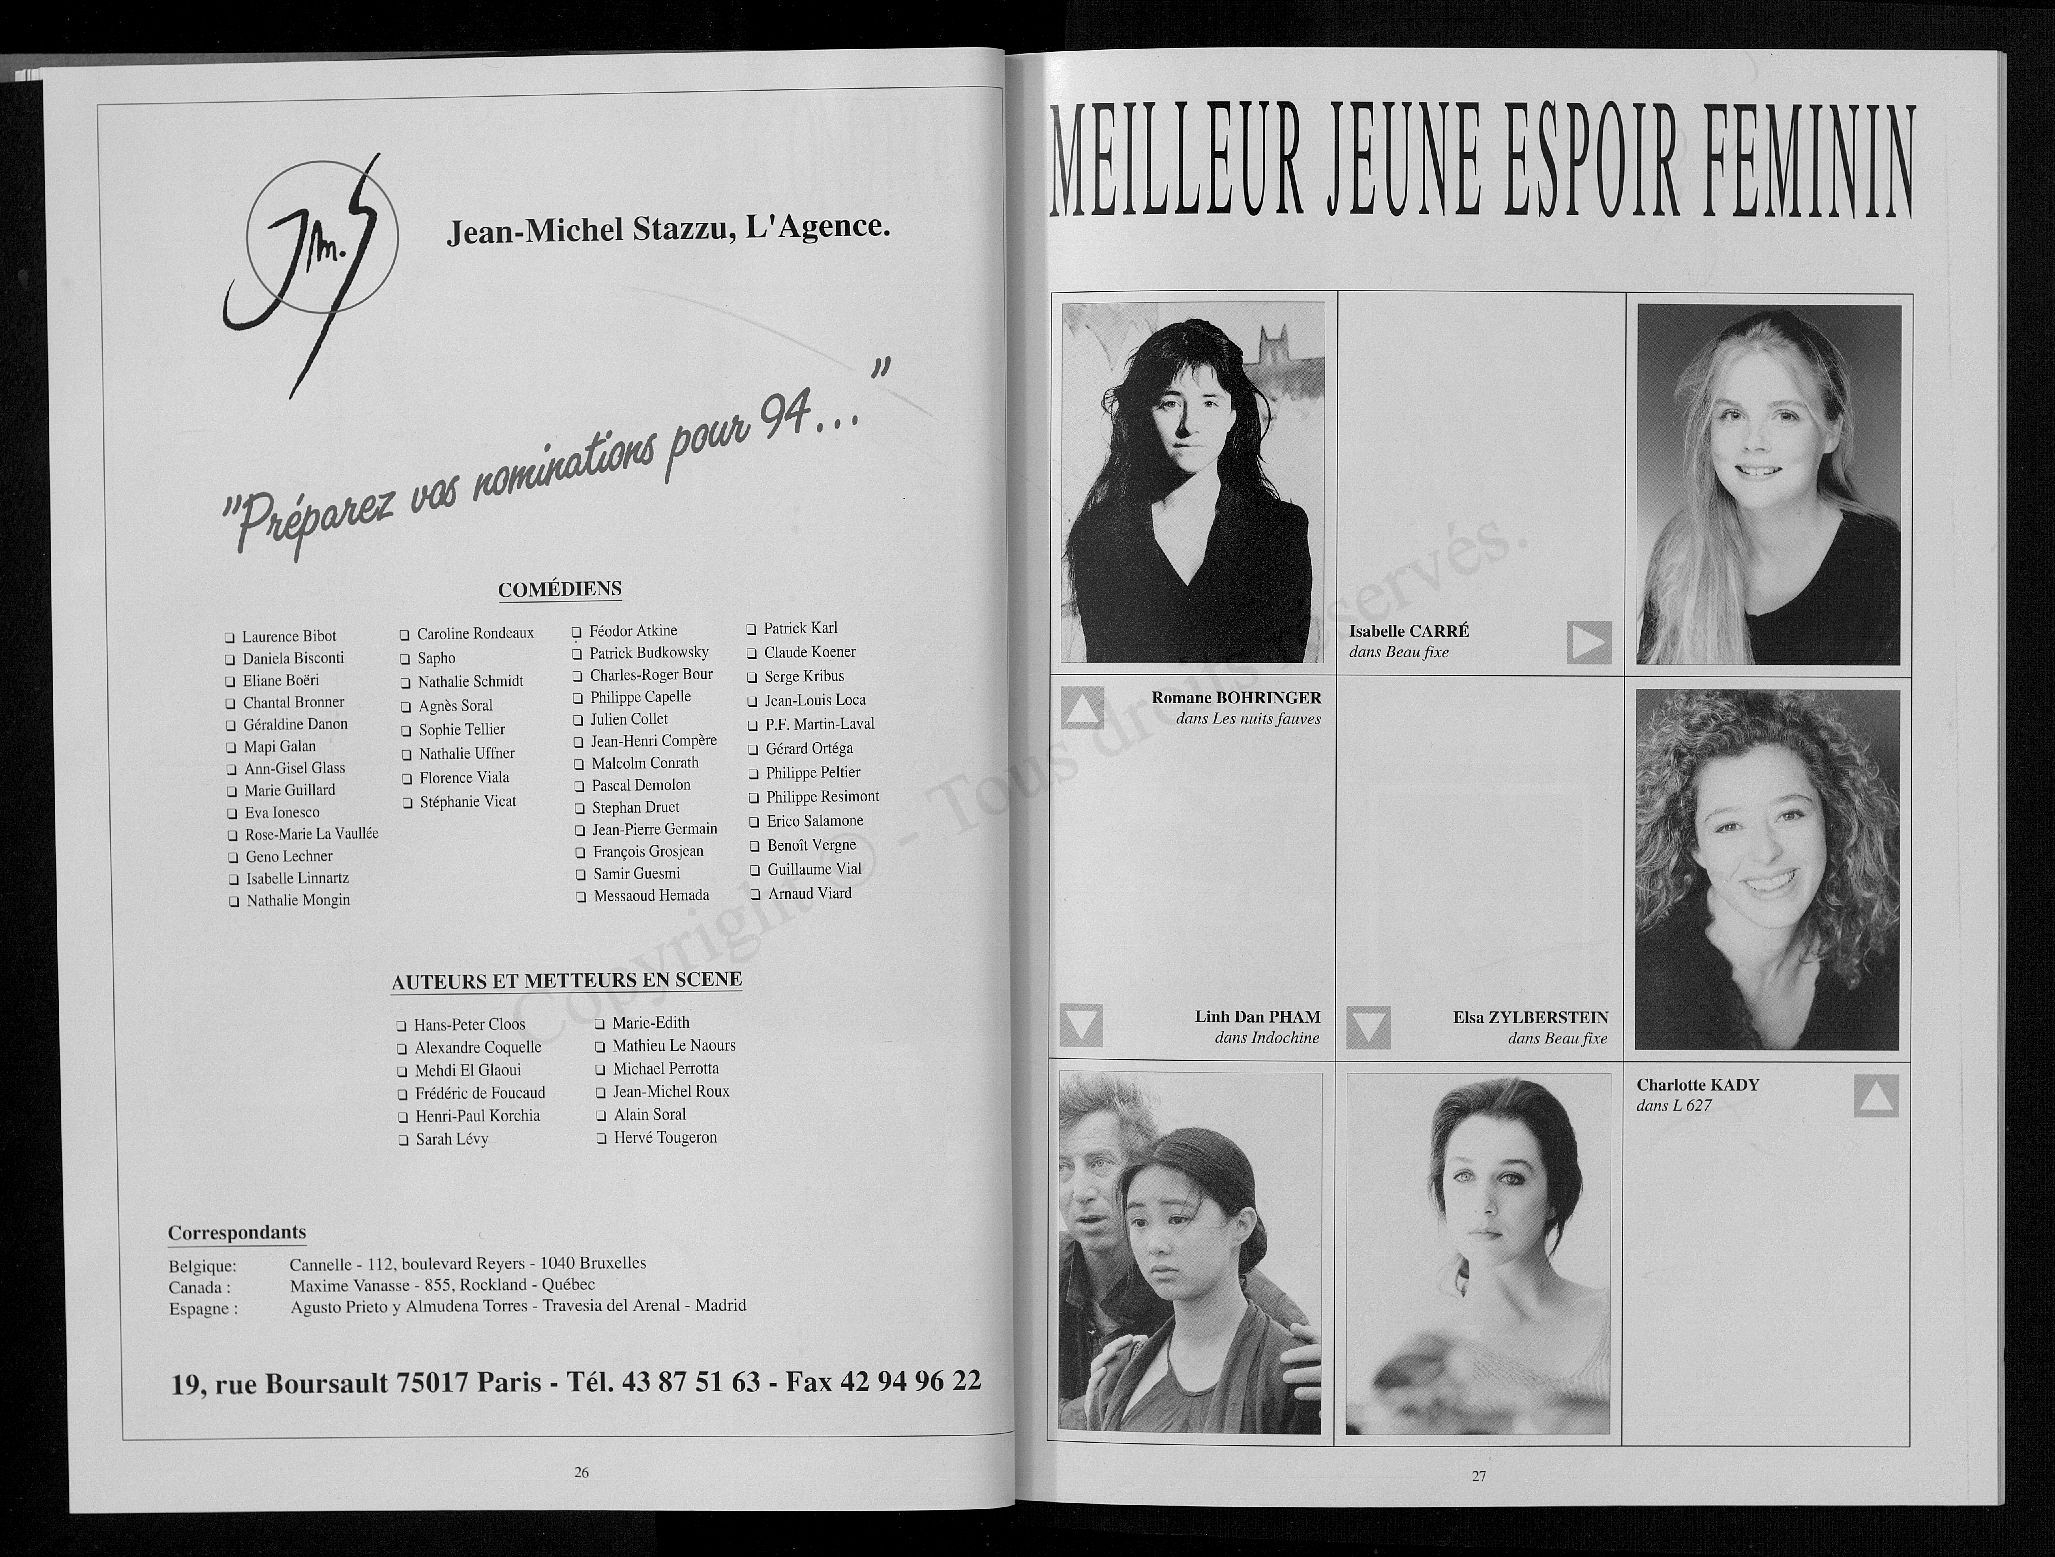 JM.S
Jean-Michel Stazzu, L'Agence.
"Préparez vos nominations pour 94..."
COMÉDIENS
❏ Laurence Bibot
❏ Daniela Bisconti
❏ Eliane Boëri
❏ Chantal Bronner
❏ Géraldine Danon
❏ Mapi Galan
❏ Ann-Gisel Glass
❏ Marie Guillard
❏ Eva Ionesco
❏ Rose-Marie La Vaullée
❏ Geno Lechner
❏ Isabelle Linnartz
❏ Nathalie Mongin
❏ Caroline Rondeaux
❏ Sapho
❏ Nathalie Schmidt
❏ Agnès Soral
❏ Sophie Tellier
❏ Nathalie Uffner
❏ Florence Viala
❏ Stéphanie Vicat
❏ Féodor Atkine
❏ Patrick Budkowsky
❏ Charles-Roger Bour
❏ Philippe Capelle
❏ Julien Collet
❏ Jean-Henri Compère
❏ Malcolm Conrath
❏ Pascal Demolon
❏ Stephan Druet
❏ Jean-Pierre Germain
❏ François Grosjean
❏ Samir Guesmi
❏ Messaoud Hemada
❏ Patrick Karl
❏ Claude Koener
❏ Serge Kribus
❏ Jean-Louis Loca
❏ P.F. Martin-Laval
❏ Gérard Ortéga
❏ Philippe Peltier
❏ Philippe Resimont
❏ Erico Salamone
❏ Benoît Vergne
❏ Guillaume Vial
❏ Arnaud Viard
AUTEURS ET METTEURS EN SCENE
❏ Hans-Peter Cloos
❏ Alexandre Coquelle
❏ Mehdi El Glaoui
❏ Frédéric de Foucaud
❏ Henri-Paul Korchia
❏ Sarah Lévy
❏ Marie-Edith
❏ Mathieu Le Naours
❏ Michael Perrotta
❏ Jean-Michel Roux
❏ Alain Soral
❏ Hervé Tougeron
Correspondants
Belgique: Cannelle - 112, boulevard Reyers - 1040 Bruxelles
Canada : Maxime Vanasse - 855, Rockland - Québec
Espagne : Agusto Prieto y Almudena Torres - Travesia del Arenal - Madrid
19, rue Boursault 75017 Paris - Tél. 43 87 51 63 - Fax 42 94 96 22
26
MEILLEUR JEUNE ESPOIR FEMININ
Isabelle CARRÉ
dans Beau fixe
Romane BOHRINGER
dans Les nuits fauves
Linh Dan PHAM
dans Indochine
Elsa ZYLBERSTEIN
dans Beau fixe
Charlotte KADY
dans L 627
27
Copyright © - Tous droits réservés.